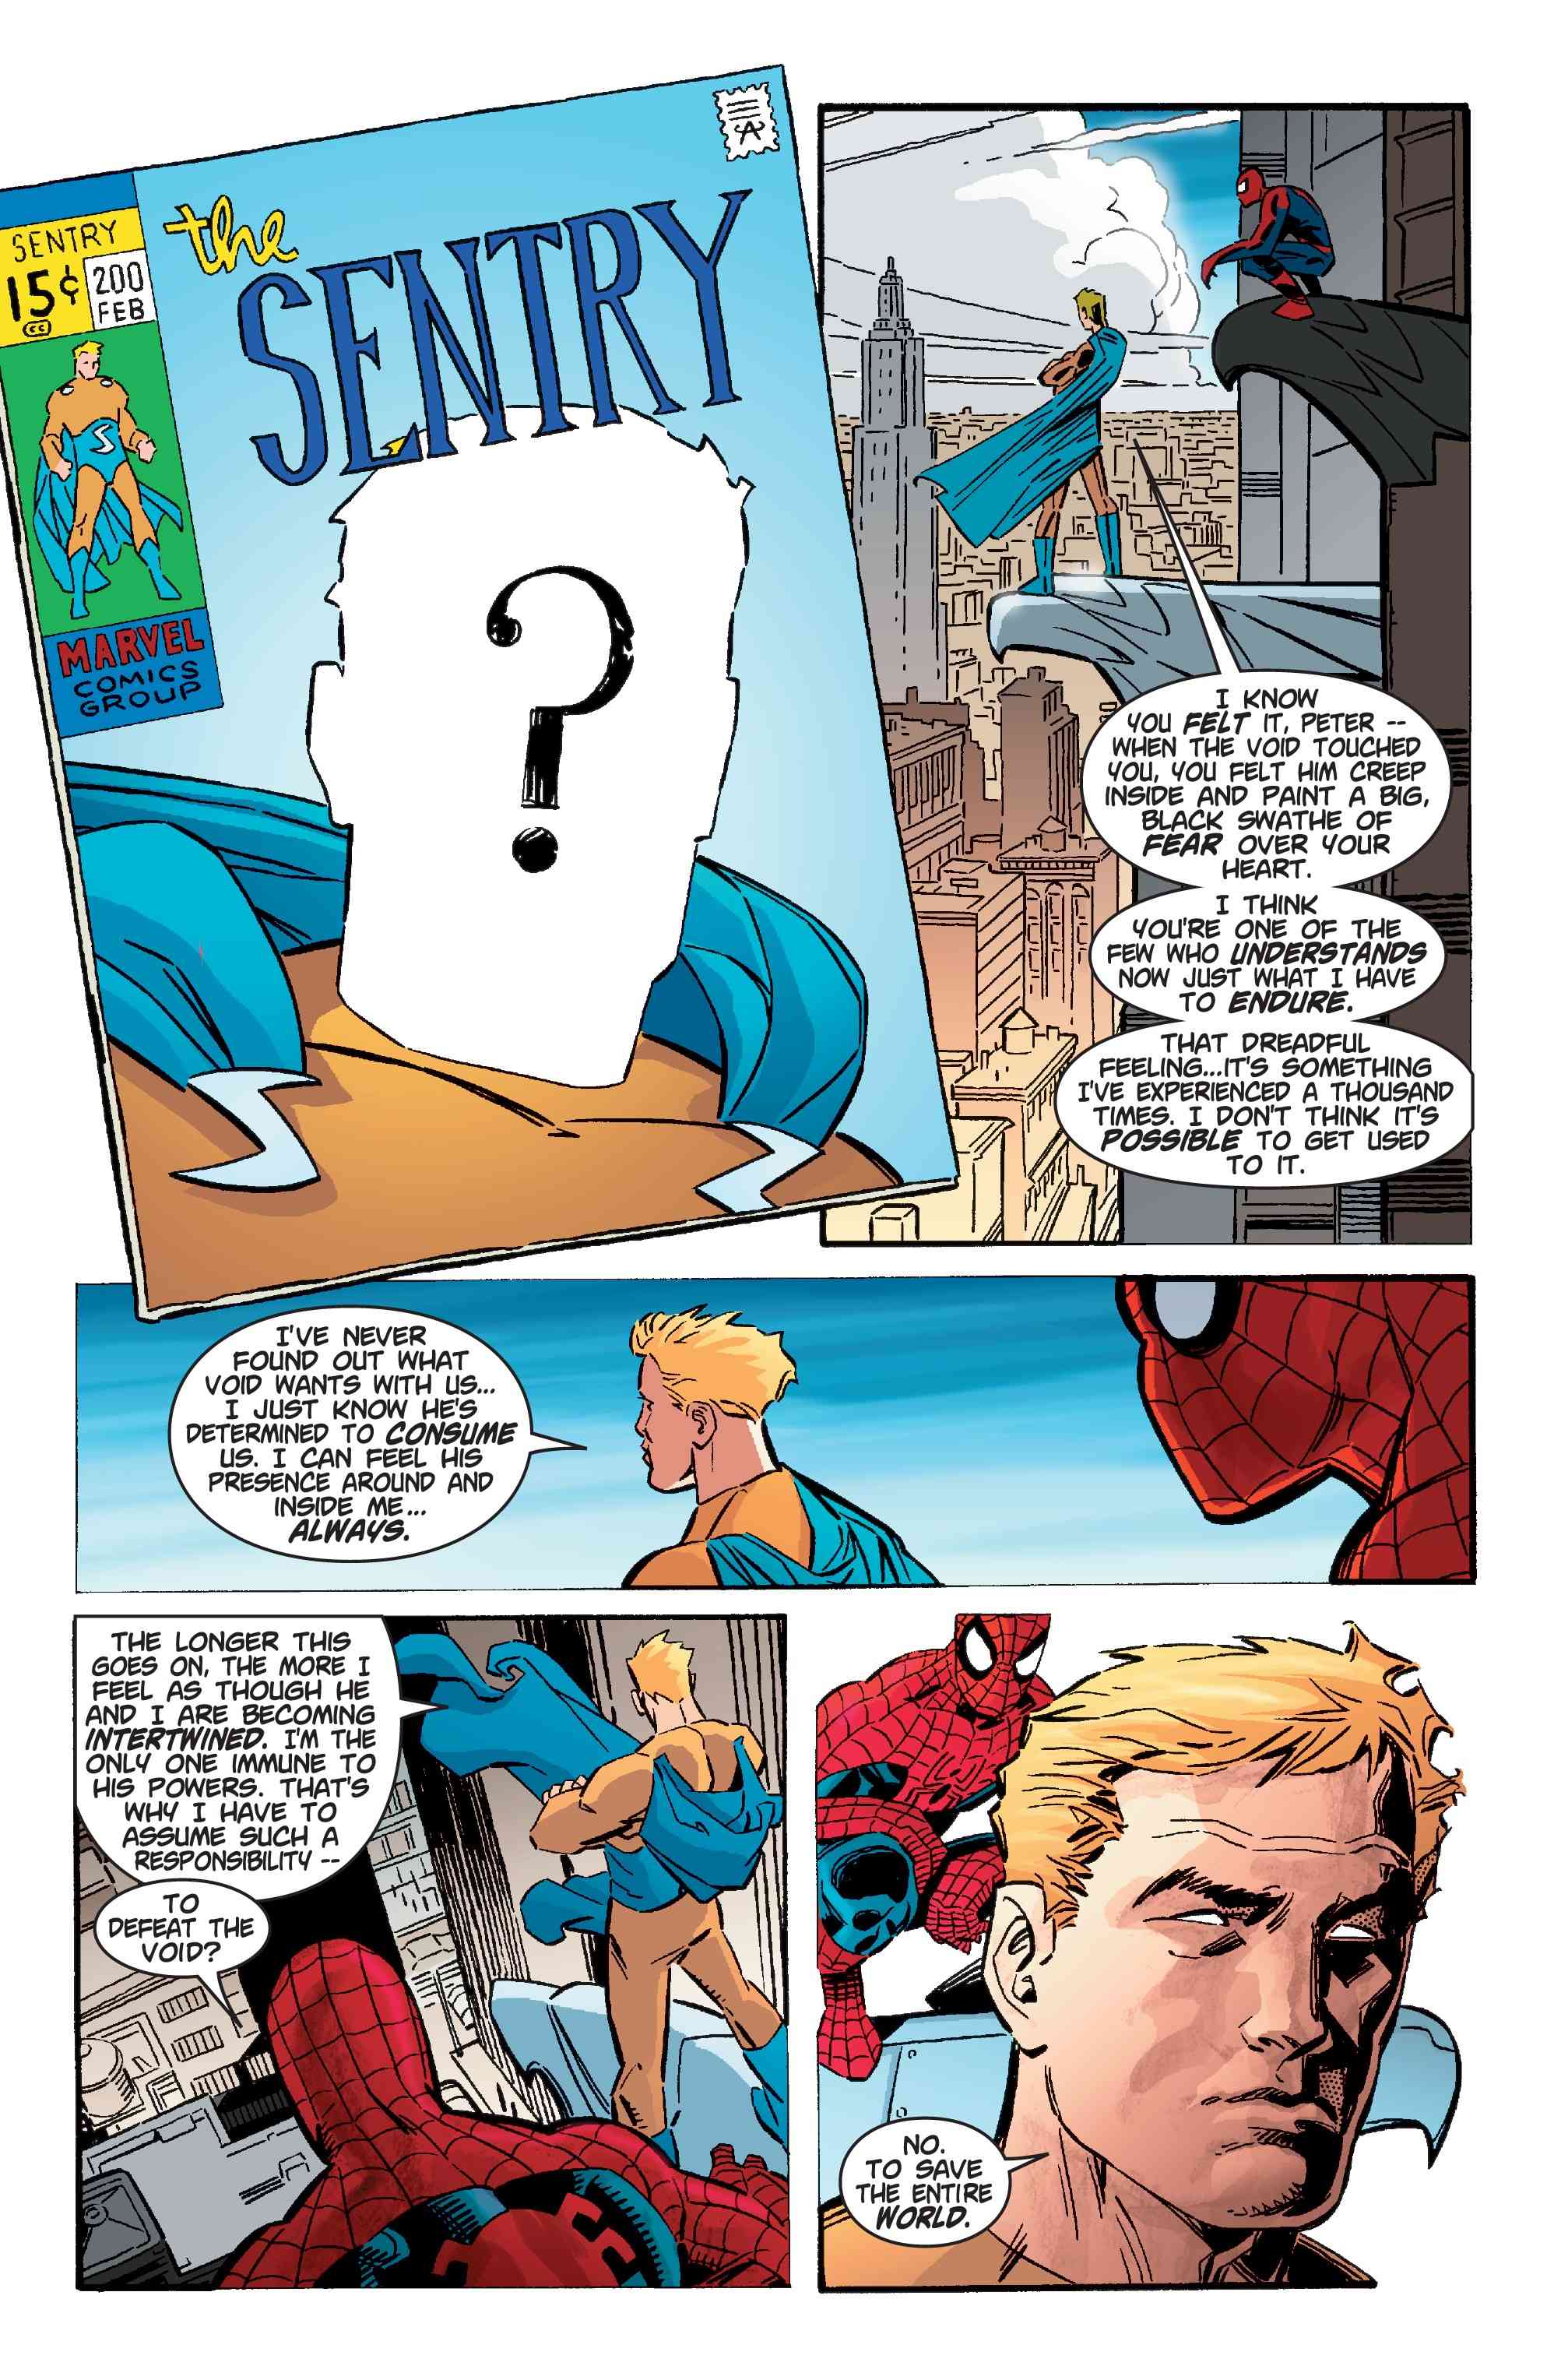 SENTRY
15¢
CC
200
FEB
MARVEL
COMICS
GROUP
the
SENTRY
A
?
S
I KNOW
YOU FELT IT, PETER --
WHEN THE VOID TOUCHED
YOU, YOU FELT HIM CREEP
INSIDE AND PAINT A BIG,
BLACK SWATHE OF
FEAR OVER YOUR
HEART.
I THINK
YOU'RE ONE OF THE
FEW WHO UNDERSTANDS
NOW JUST WHAT I HAVE
TO ENDURE.
THAT DREADFUL
FEELING...IT'S SOMETHING
I'VE EXPERIENCED A THOUSAND
TIMES. I DON'T THINK IT'S
POSSIBLE TO GET USED
TO IT.
I'VE NEVER
FOUND OUT WHAT
VOID WANTS WITH US...
I JUST KNOW HE'S
DETERMINED TO CONSUME
US. I CAN FEEL HIS
PRESENCE AROUND AND
INSIDE ME...
ALWAYS.
THE LONGER THIS
GOES ON, THE MORE I
FEEL AS THOUGH HE
AND I ARE BECOMING
INTERTWINED. I'M THE
ONLY ONE IMMUNE TO
HIS POWERS. THAT'S
WHY I HAVE TO
ASSUME SUCH A
RESPONSIBILITY --
TO
DEFEAT THE
VOID?
NO.
TO SAVE
THE ENTIRE
WORLD.